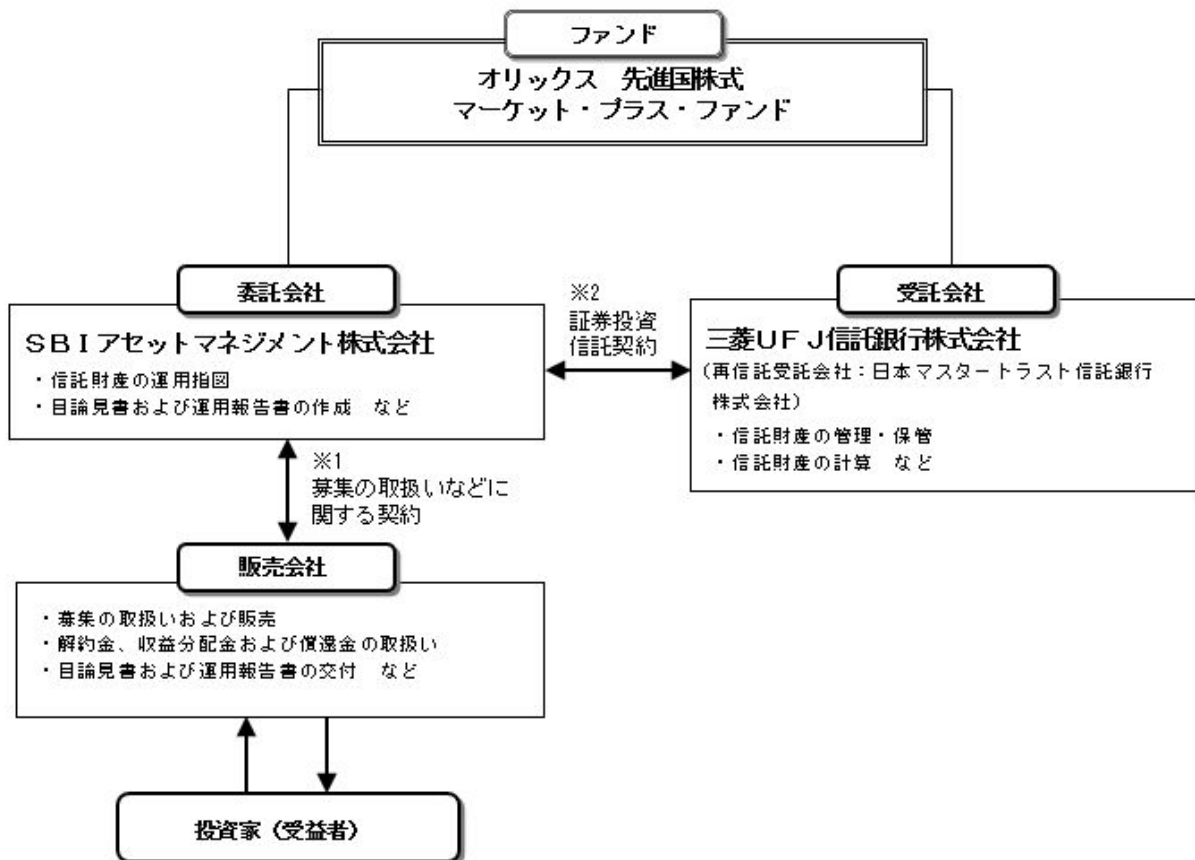 ファンド
オリックス 先進国株式
マーケット・プラス・ファンド
委託会社
SBIアセットマネジメント株式会社
・信託財産の運用指図
・目論見書および運用報告書の作成 など
※2
証券投資
信託契約
受託会社
三菱UFJ信託銀行株式会社
(再信託受託会社:日本マスタートラスト信託銀行
株式会社)
・信託財産の管理・保管
・信託財産の計算 など
※1
募集の取扱いなどに
関する契約
販売会社
・募集の取扱いおよび販売
・解約金、収益分配金および償還金の取扱い
・目論見書および運用報告書の交付 など
投資家(受益者)